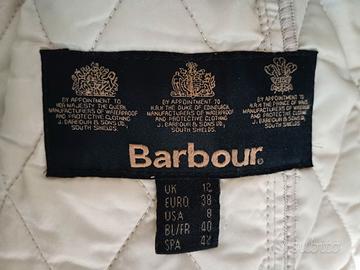 BY APPOINTMENT TO
H.M. THE QUEEN
MANUFACTURERS OF WATERPROOF
AND PROTECTIVE CLOTHING
J. BARBOUR & SONS LTD.
SOUTH SHIELDS.
BY APPOINTMENT TO
H.R.H. THE DUKE OF EDINBURGH
MANUFACTURERS OF WATERPROOF
AND PROTECTIVE CLOTHING
J. BARBOUR & SONS LTD.
SOUTH SHIELDS.
BY APPOINTMENT TO
H.R.H. THE PRINCE OF WALES
MANUFACTURERS OF WATERPROOF
AND PROTECTIVE CLOTHING
J. BARBOUR & SONS LTD.
SOUTH SHIELDS.
Barbour®
UK 12
EURO 38
USA 8
BL/FR 40
SPA 42
subito